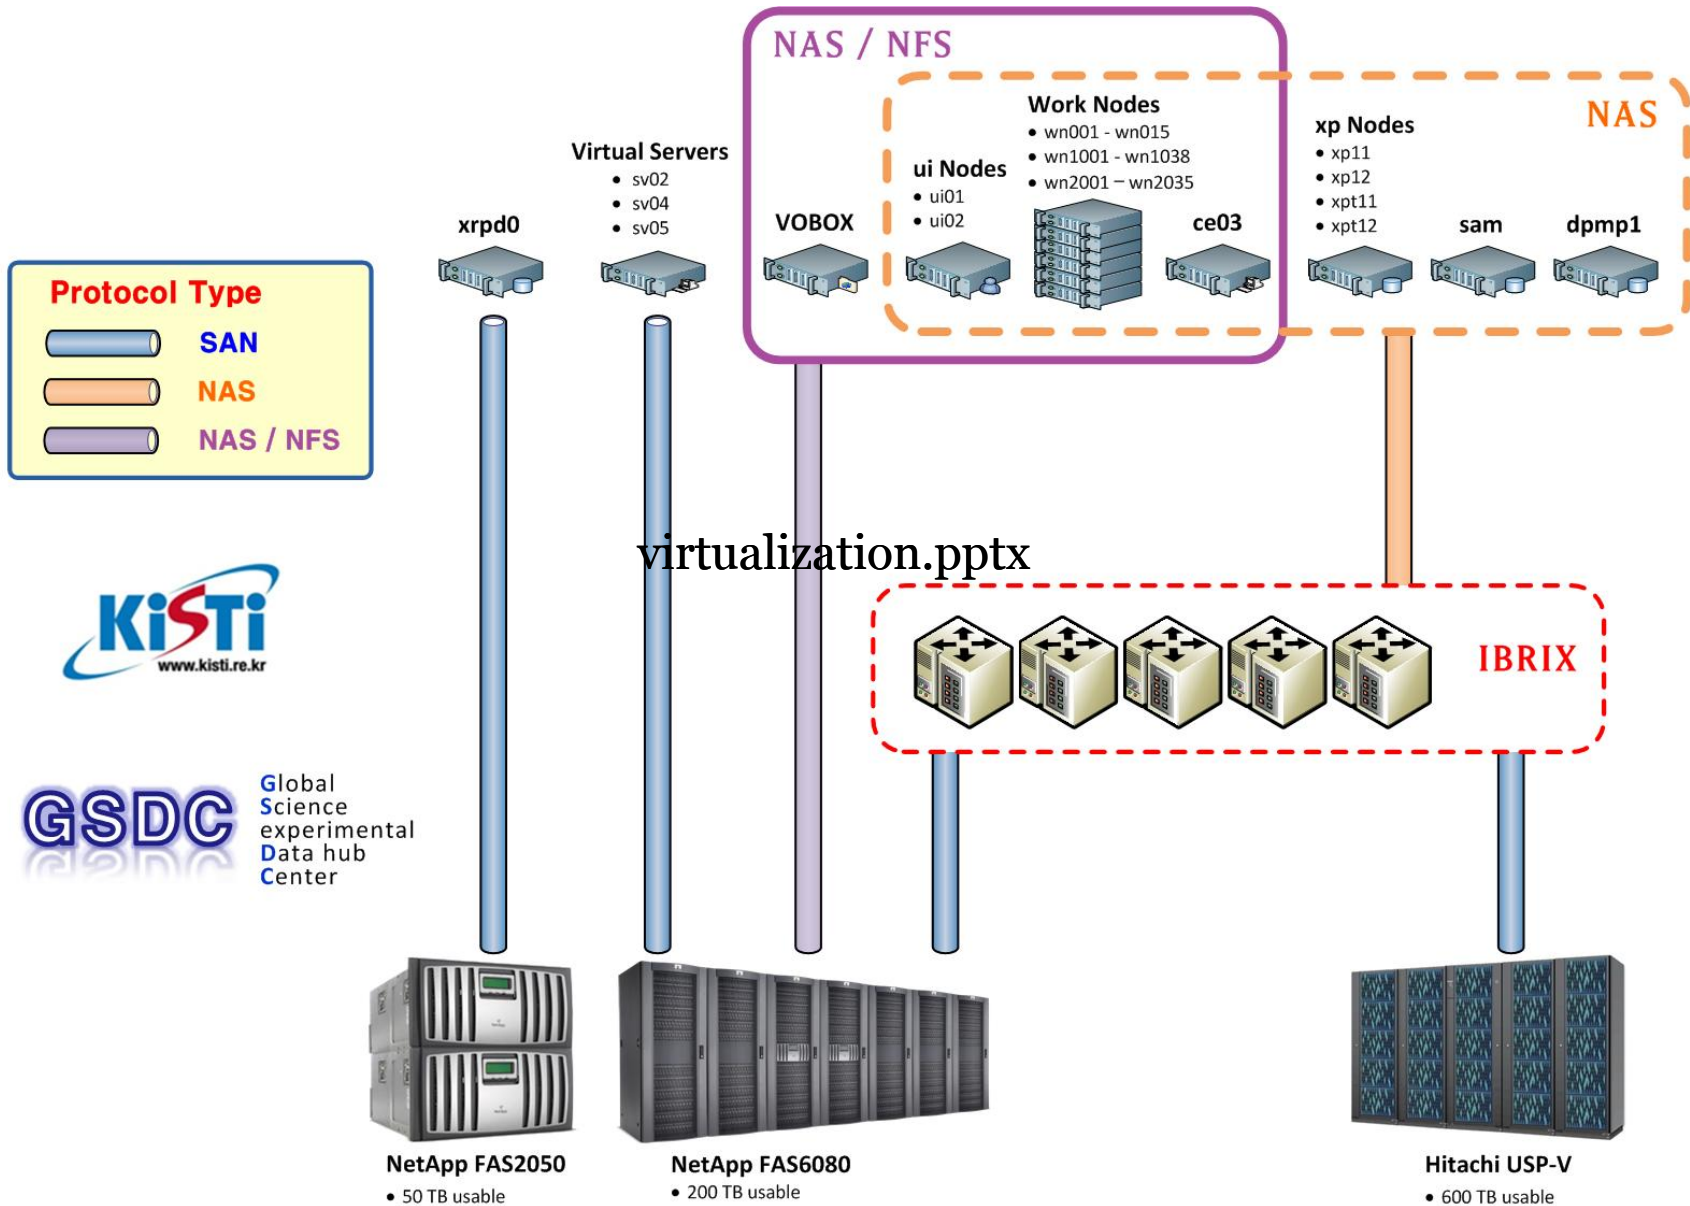 NAS / NFS
NAS
Work Nodes
• wn001 - wn015
• wn1001 - wn1038
• wn2001 – wn2035
xp Nodes
• xp11
• xp12
• xpt11
• xpt12
Virtual Servers
• sv02
• sv04
• sv05
ui Nodes
• ui01
• ui02
xrpd0
VOBOX
ce03
sam
dpmp1
Protocol Type
SAN
NAS
NAS / NFS
virtualization.pptx
KiSTi
www.kisti.re.kr
IBRIX
GSDC
Global
Science
experimental
Data hub
Center
NetApp FAS2050
• 50 TB usable
NetApp FAS6080
• 200 TB usable
Hitachi USP-V
• 600 TB usable